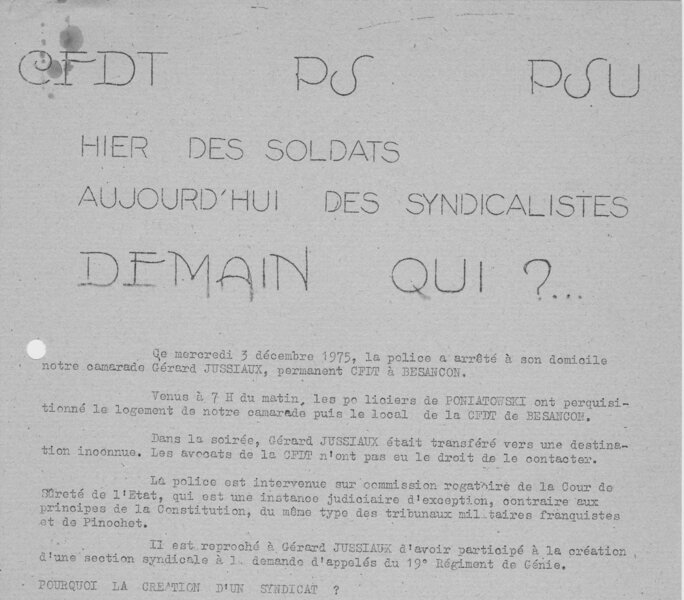 CFDT PS PSU
HIER DES SOLDATS
AUJOURD'HUI DES SYNDICALISTES
DEMAIN QUI ?...
Ce mercredi 3 décembre 1975, la police a arrêté à son domicile
notre camarade Gérard JUSSIAUX, permanent CFDT à BESANCON.
Venus à 7 H du matin, les po liciers de PONIATOWSKI ont perquisi-
tionné le logement de notre camarade puis le local de la CFDT de BESANCON.
Dans la soirée, Gérard JUSSIAUX était transféré vers une destina-
tion inconnue. Les avocats de la CFDT n'ont pas eu le droit de le contacter.
La police est intervenue sur commission rogatoire de la Cour de
Sûreté de l'Etat, qui est une instance judiciaire d'exception, contraire aux
principes de la Constitution, du même type des tribunaux militaires franquistes
et de Pinochet.
Il est reproché à Gérard JUSSIAUX d'avoir participé à la création
d'une section syndicale à la demande d'appelés du 19° Régiment de Génie.
POURQUOI LA CREATION D'UN SYNDICAT ?